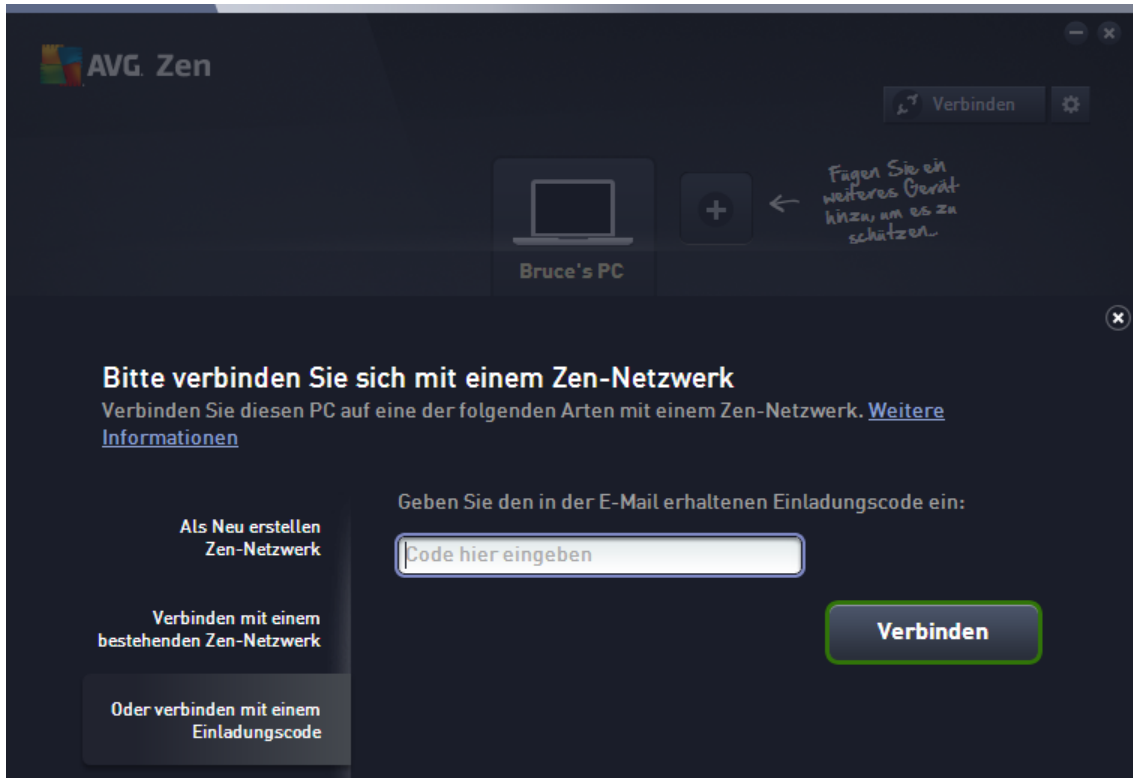 AVG. Zen
Verbinden
Fügen Sie ein
weiteres Gerät
hinzu, um es zu
schützen...
Bruce's PC
Bitte verbinden Sie sich mit einem Zen-Netzwerk
Verbinden Sie diesen PC auf eine der folgenden Arten mit einem Zen-Netzwerk. Weitere
Informationen
Als Neu erstellen
Zen-Netzwerk
Verbinden mit einem
bestehenden Zen-Netzwerk
Oder verbinden mit einem
Einladungscode
Geben Sie den in der E-Mail erhaltenen Einladungscode ein:
Code hier eingeben
Verbinden